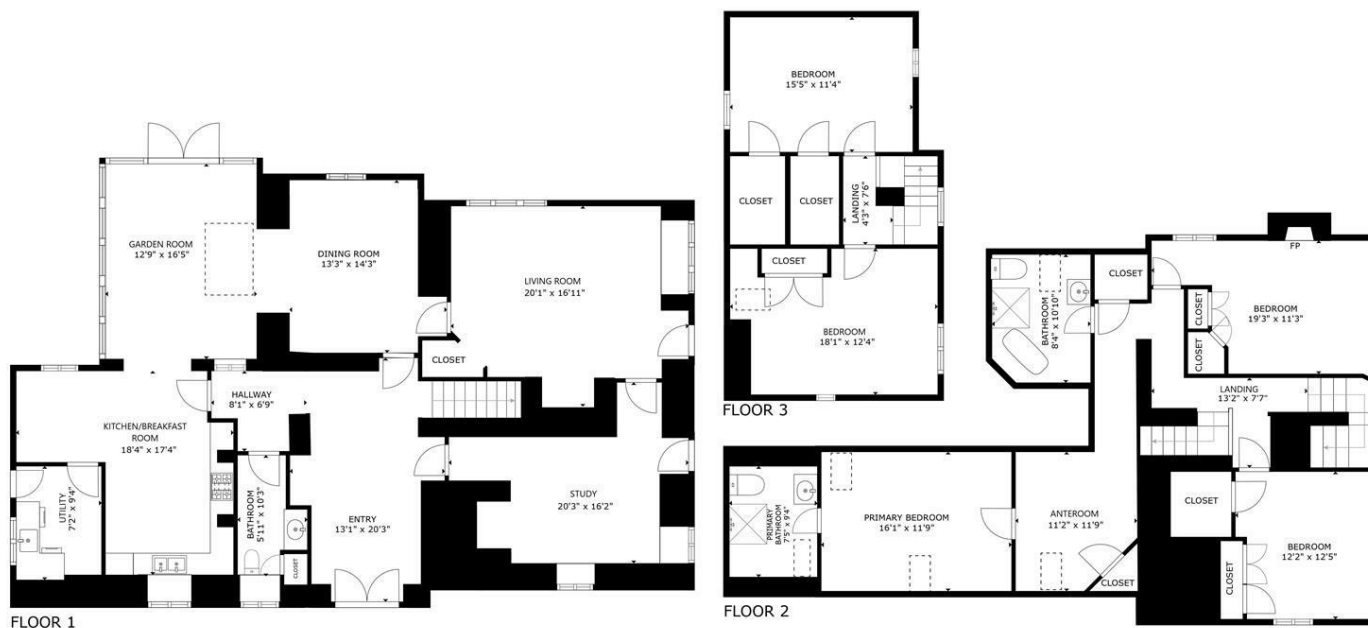 GARDEN ROOM
12'9" x 16'5"
DINING ROOM
13'3" x 14'3"
LIVING ROOM
20'1" x 16'11"
CLOSET
HALLWAY
8'1" x 6'9"
KITCHEN/BREAKFAST
ROOM
18'4" x 17'4"
UTILITY
7'2" x 9'4"
BATHROOM
5'11" x 10'3"
CLOSET
ENTRY
13'1" x 20'3"
STUDY
20'3" x 16'2"
FLOOR 1
BEDROOM
15'5" x 11'4"
CLOSET
CLOSET
LANDING
4'3" x 7'6"
CLOSET
BEDROOM
18'1" x 12'4"
FLOOR 3
BATHROOM
8'4" x 10'10"
CLOSET
FP
BEDROOM
19'3" x 11'3"
CLOSET
CLOSET
LANDING
13'2" x 7'7"
PRIMARY
BATHROOM
7'5" x 9'4"
PRIMARY BEDROOM
16'1" x 11'9"
ANTEROOM
11'2" x 11'9"
CLOSET
CLOSET
CLOSET
BEDROOM
12'2" x 12'5"
FLOOR 2